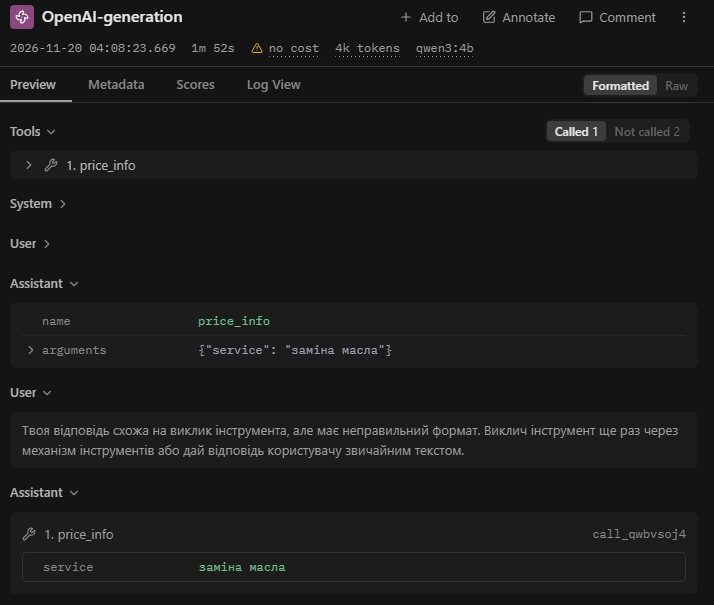 OpenAI-generation
Add to
Annotate
Comment
2026-11-20 04:08:23.669 1m 52s no cost 4k tokens qwen3:4b
Preview Metadata Scores Log View
Formatted Raw
Tools
Called 1 Not called 2
1. price_info
System
User
Assistant
name price_info
arguments {"service": "заміна масла"}
User
Твоя відповідь схожа на виклик інструмента, але має неправильний формат. Виклич інструмент ще раз через
механізм інструментів або дай відповідь користувачу звичайним текстом.
Assistant
1. price_info call_qwbvsoj4
service заміна масла